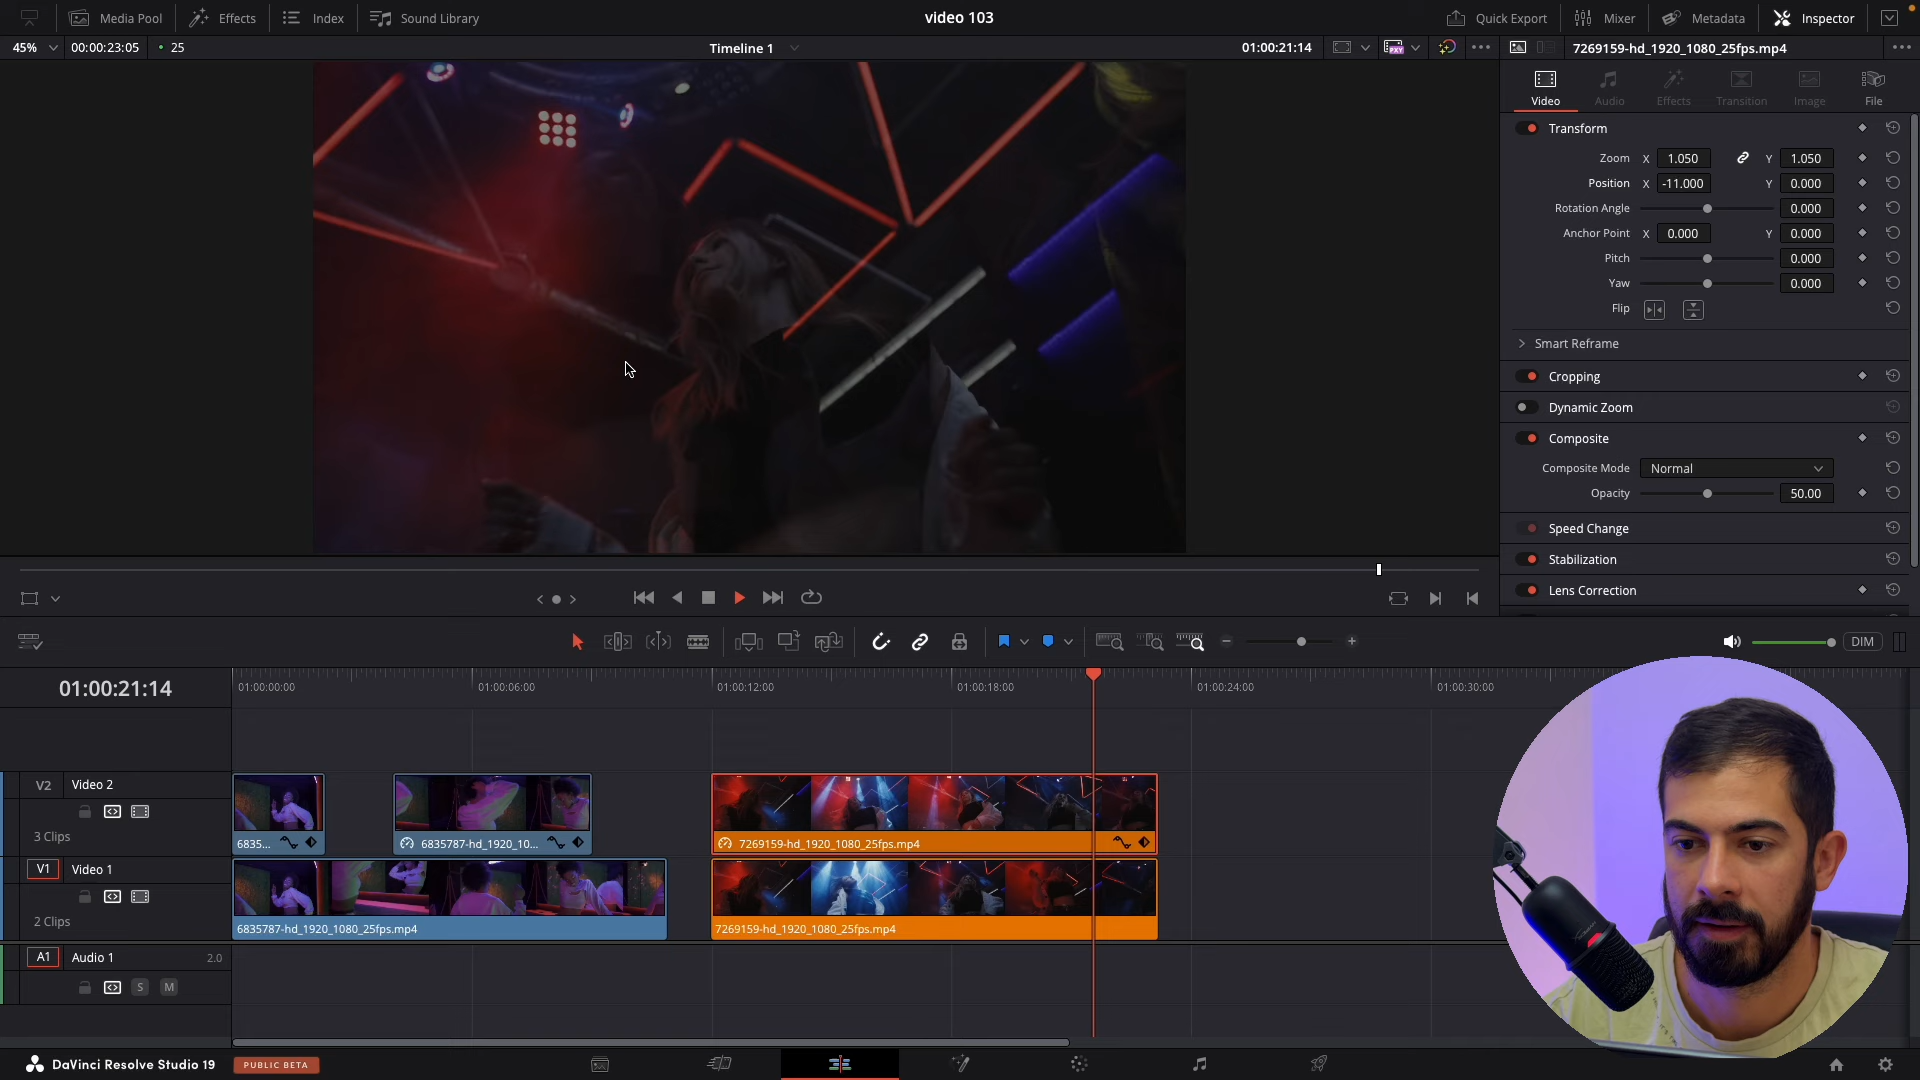 Media Pool
Effects
Index
Sound Library
video 103
Quick Export
Mixer
Metadata
Inspector
45%
00:00:23:05
25
Timeline 1
01:00:21:14
PXY
7269159-hd_1920_1080_25fps.mp4
Video
Audio
Effects
Transition
Image
File
Transform
Zoom X 1.050 Y 1.050
Position X -11.000 Y 0.000
Rotation Angle 0.000
Anchor Point X 0.000 Y 0.000
Pitch 0.000
Yaw 0.000
Flip
Smart Reframe
Cropping
Dynamic Zoom
Composite
Composite Mode Normal
Opacity 50.00
Speed Change
Stabilization
Lens Correction
DIM
01:00:21:14
01:00:00:00
01:00:06:00
01:00:12:00
01:00:18:00
01:00:24:00
01:00:30:00
V2 Video 2
3 Clips
6835...
6835787-hd_1920_10...
7269159-hd_1920_1080_25fps.mp4
V1 Video 1
2 Clips
6835787-hd_1920_1080_25fps.mp4
7269159-hd_1920_1080_25fps.mp4
A1 Audio 1 2.0
S M
DaVinci Resolve Studio 19
PUBLIC BETA